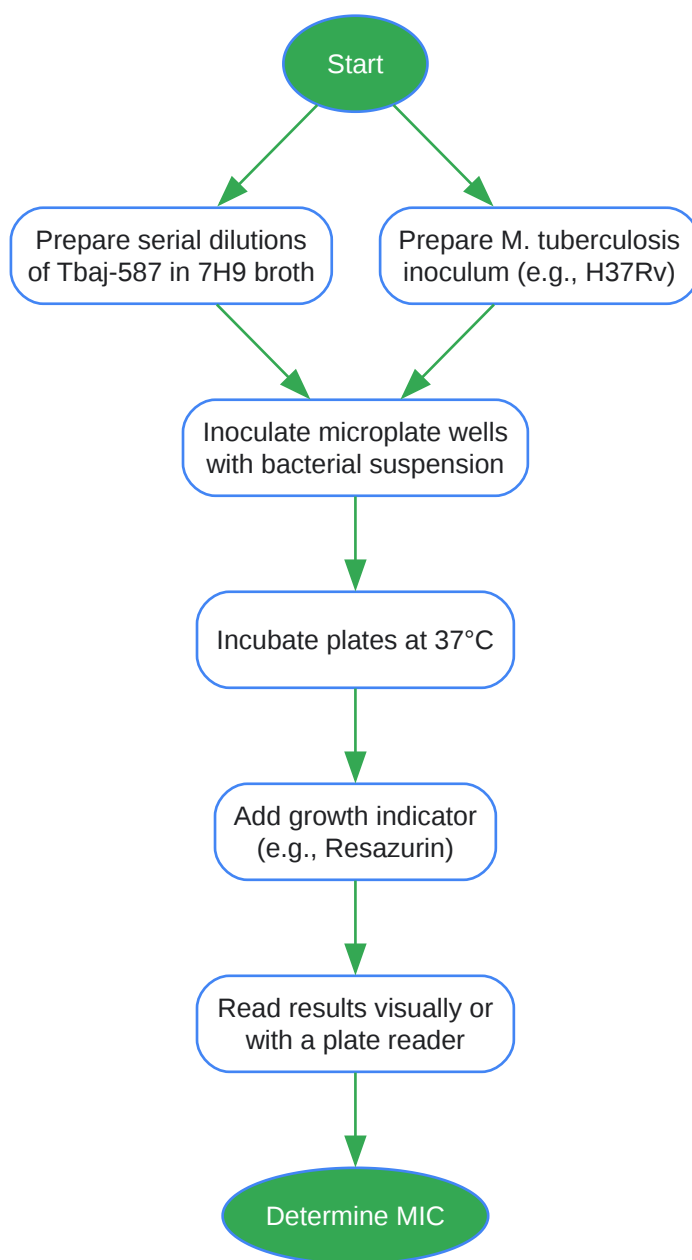 Start
Prepare serial dilutions
of Tbaj-587 in 7H9 broth
Prepare M. tuberculosis
inoculum (e.g., H37Rv)
Inoculate microplate wells
with bacterial suspension
Incubate plates at 37°C
Add growth indicator
(e.g., Resazurin)
Read results visually or
with a plate reader
Determine MIC